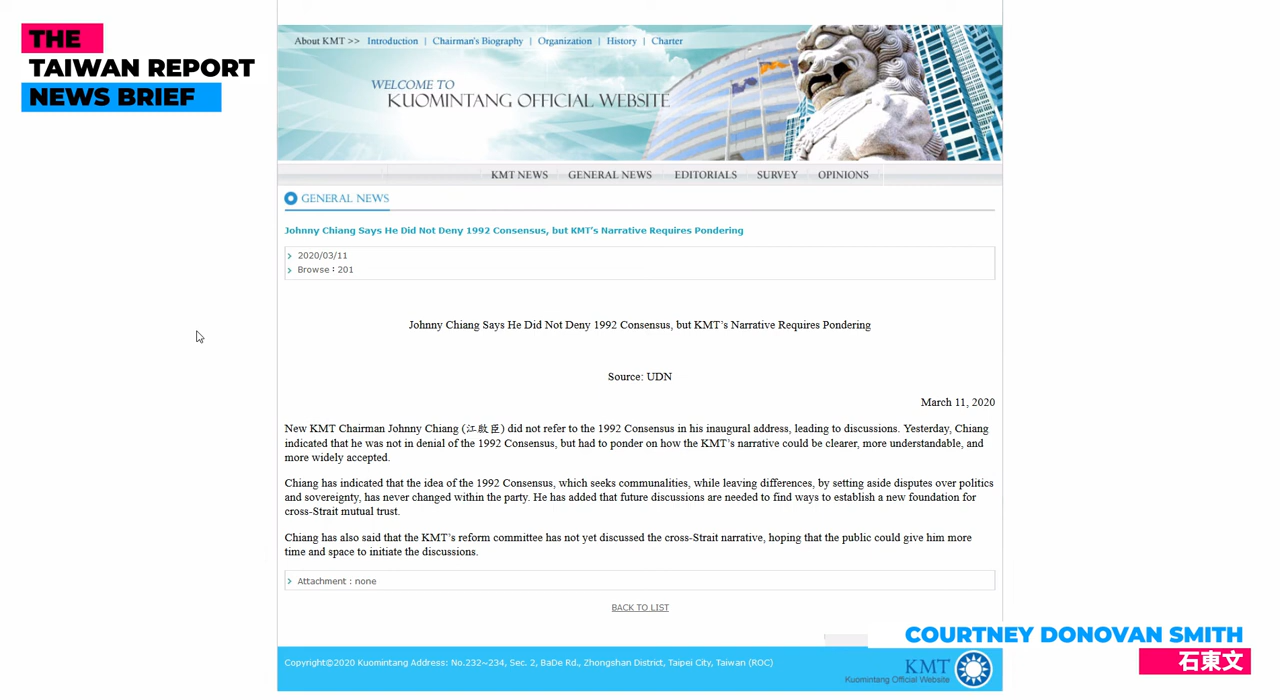 THE
TAIWAN REPORT
NEWS BRIEF
About KMT >> Introduction | Chairman's Biography | Organization | History | Charter
WELCOME TO
KUOMINTANG OFFICIAL WEBSITE
KMT NEWS GENERAL NEWS EDITORIALS SURVEY OPINIONS
GENERAL NEWS
Johnny Chiang Says He Did Not Deny 1992 Consensus, but KMT's Narrative Requires Pondering
2020/03/11
Browse：201
Johnny Chiang Says He Did Not Deny 1992 Consensus, but KMT's Narrative Requires Pondering
Source: UDN
March 11, 2020
New KMT Chairman Johnny Chiang (江啟臣) did not refer to the 1992 Consensus in his inaugural address, leading to discussions. Yesterday, Chiang
indicated that he was not in denial of the 1992 Consensus, but had to ponder on how the KMT's narrative could be clearer, more understandable, and
more widely accepted.
Chiang has indicated that the idea of the 1992 Consensus, which seeks communalities, while leaving differences, by setting aside disputes over politics
and sovereignty, has never changed within the party. He has added that future discussions are needed to find ways to establish a new foundation for
cross-Strait mutual trust.
Chiang has also said that the KMT's reform committee has not yet discussed the cross-Strait narrative, hoping that the public could give him more
time and space to initiate the discussions.
Attachment : none
BACK TO LIST
COURTNEY DONOVAN SMITH
石東文
Copyright©2020 Kuomintang Address: No.232~234, Sec. 2, BaDe Rd., Zhongshan District, Taipei City, Taiwan (ROC)
KMT
Kuomintang Official Website